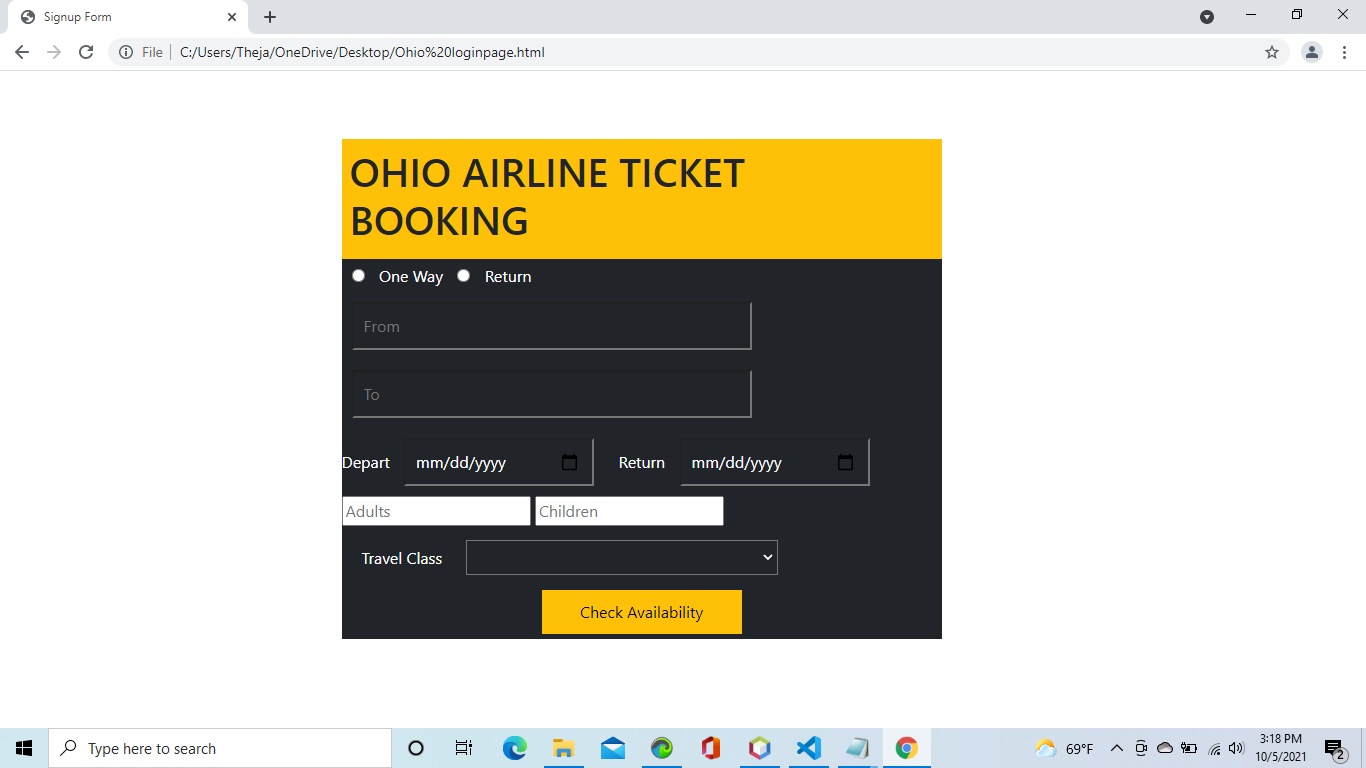 Signup Form
File C:/Users/Theja/OneDrive/Desktop/Ohio%20loginpage.html
OHIO AIRLINE TICKET
BOOKING
One Way Return
From
To
Depart mm/dd/yyyy Return mm/dd/yyyy
Adults Children
Travel Class
Check Availability
Type here to search
69°F
3:18 PM
10/5/2021
2